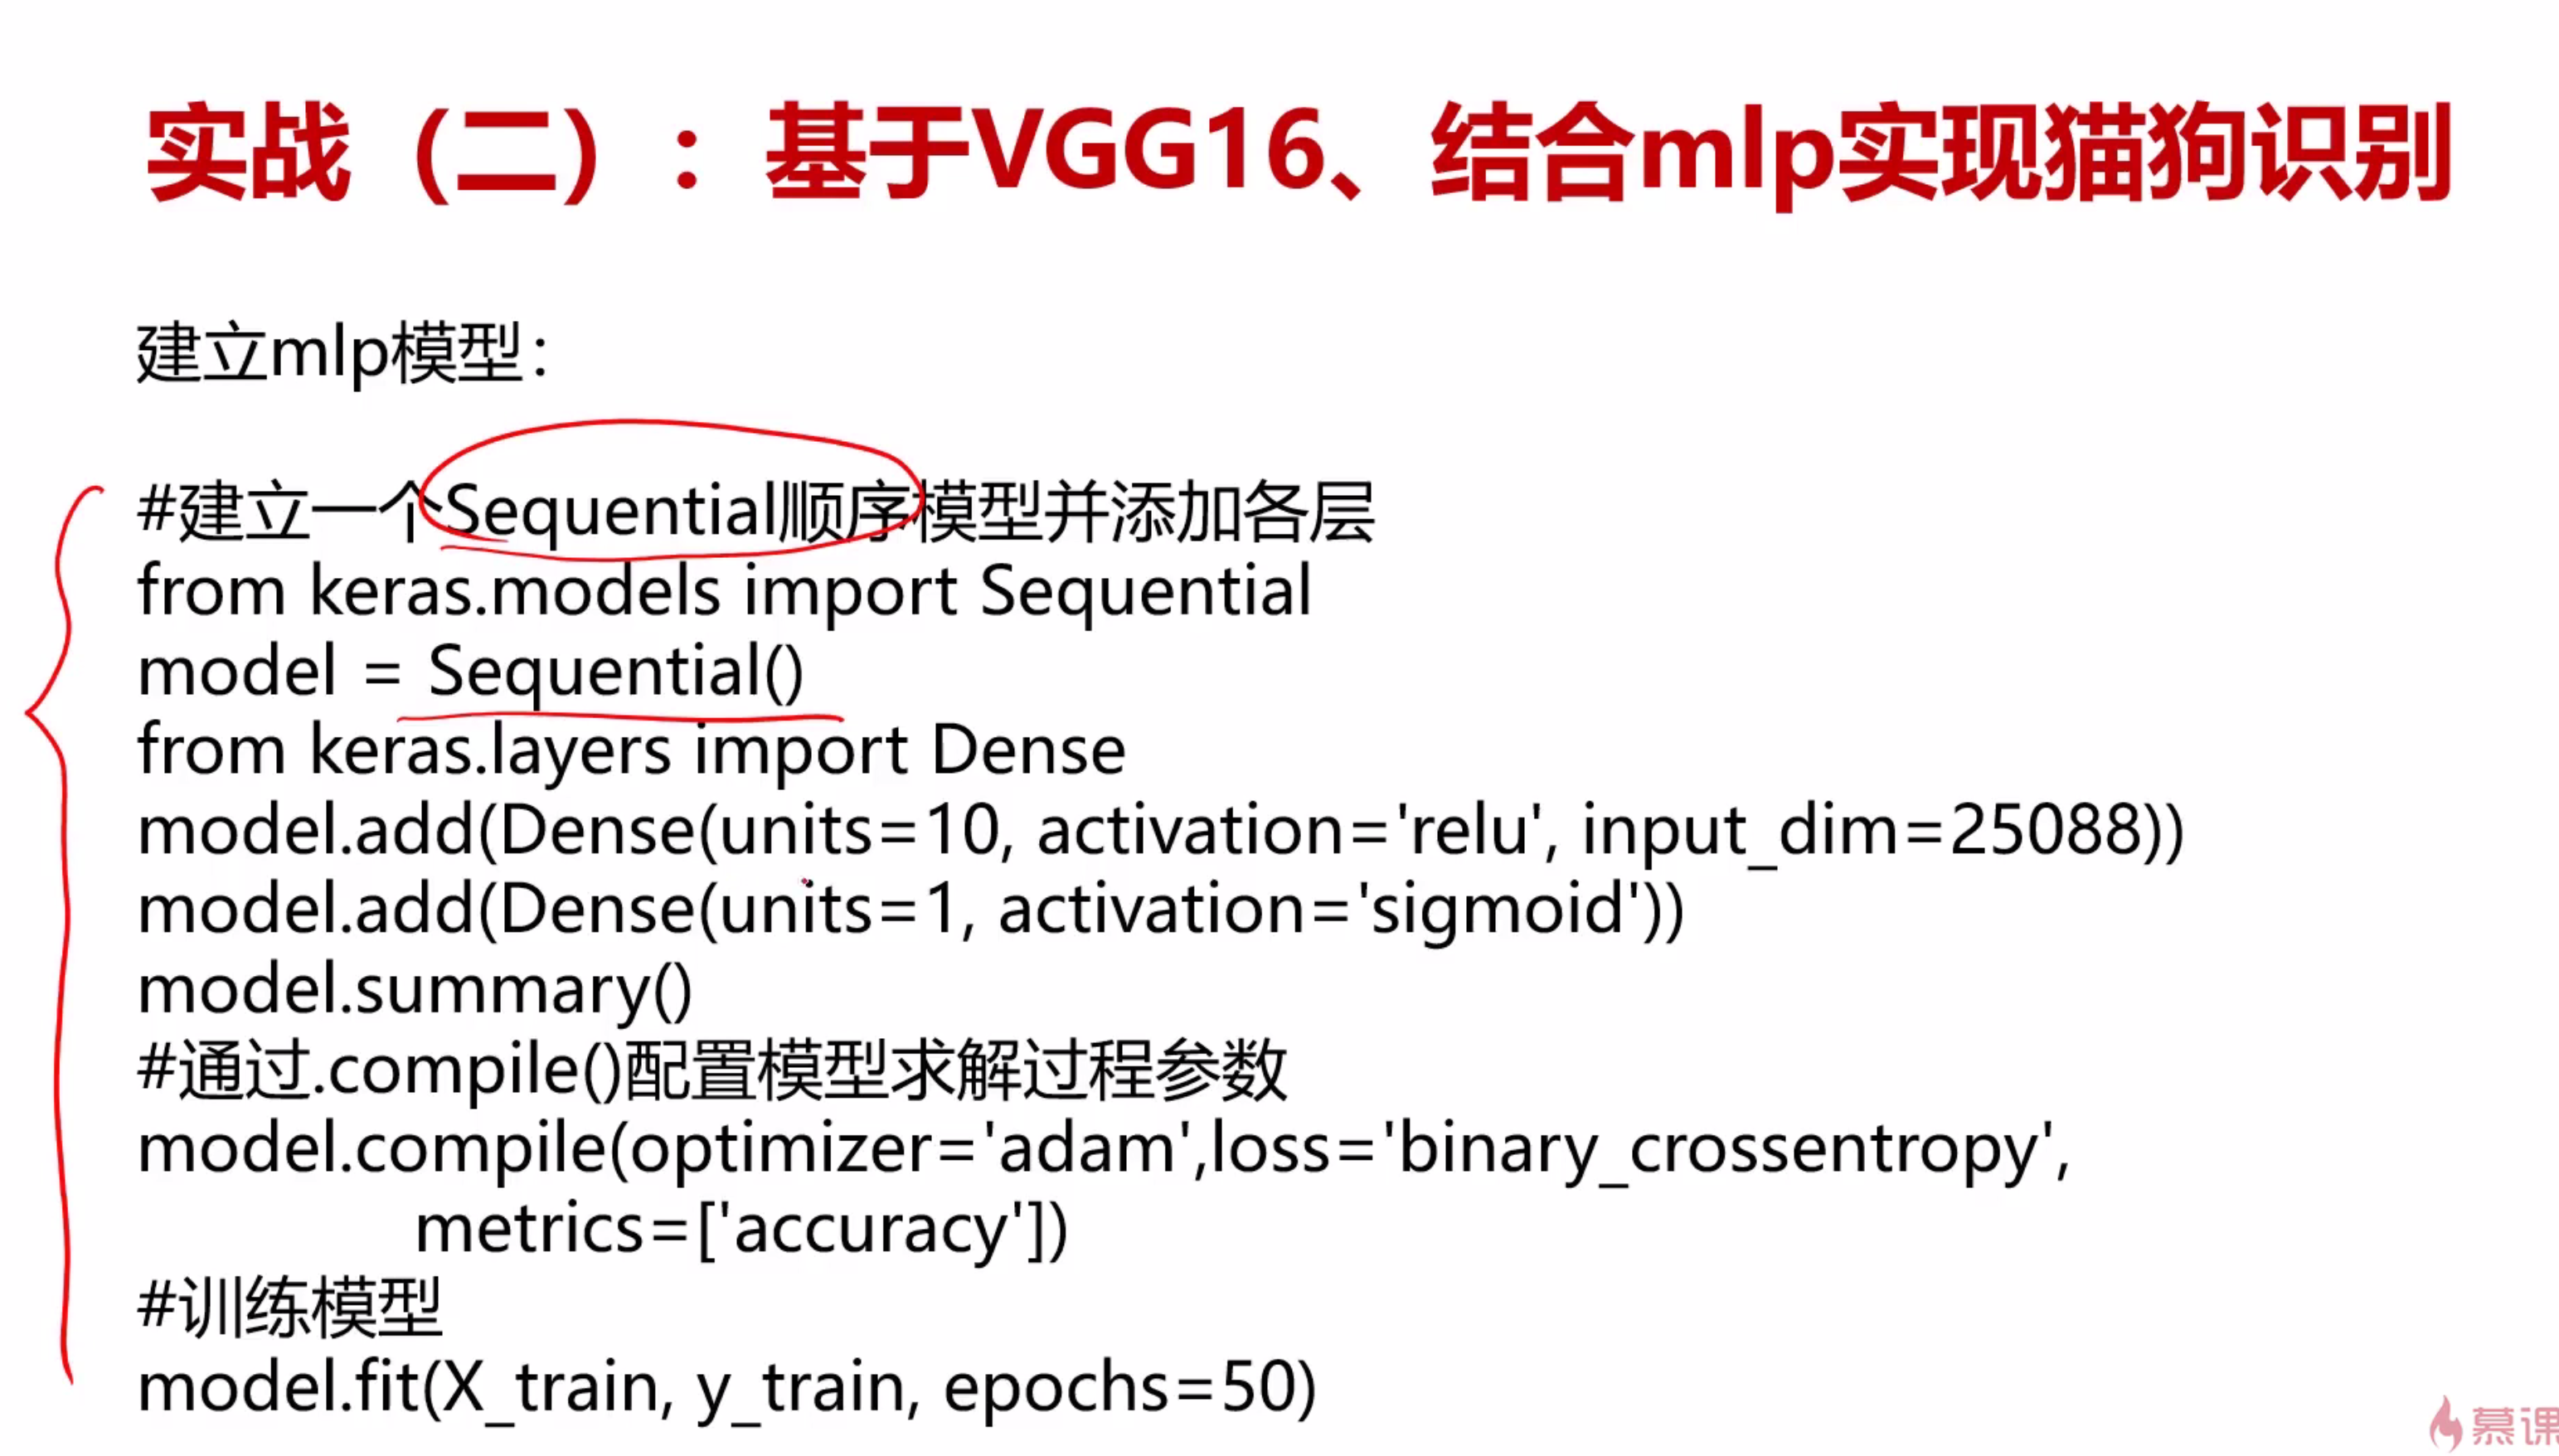 实战（二）：基于VGG16、结合mlp实现猫狗识别
建立mlp模型：
#建立一个Sequential顺序模型并添加各层
from keras.models import Sequential
model = Sequential()
from keras.layers import Dense
model.add(Dense(units=10, activation='relu', input_dim=25088))
model.add(Dense(units=1, activation='sigmoid'))
model.summary()
#通过.compile()配置模型求解过程参数
model.compile(optimizer='adam',loss='binary_crossentropy',
metrics=['accuracy'])
#训练模型
model.fit(X_train, y_train, epochs=50)
慕课